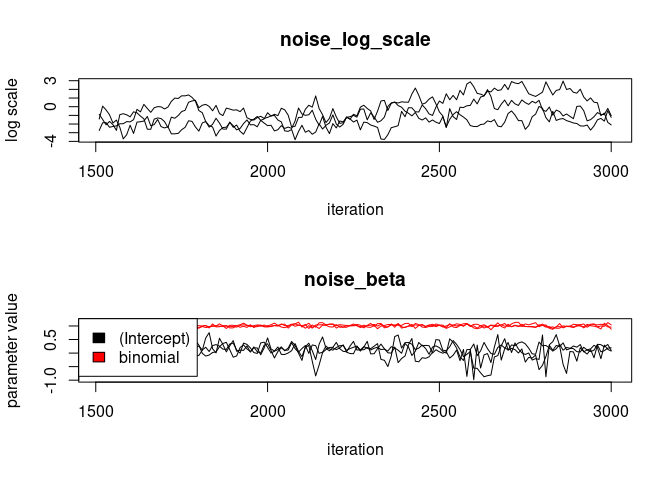 noise_log_scale
log scale
3
0
-4
1500 2000 2500 3000
iteration
noise_beta
parameter value
0.5
-1.0
(Intercept)
binomial
1500 2000 2500 3000
iteration